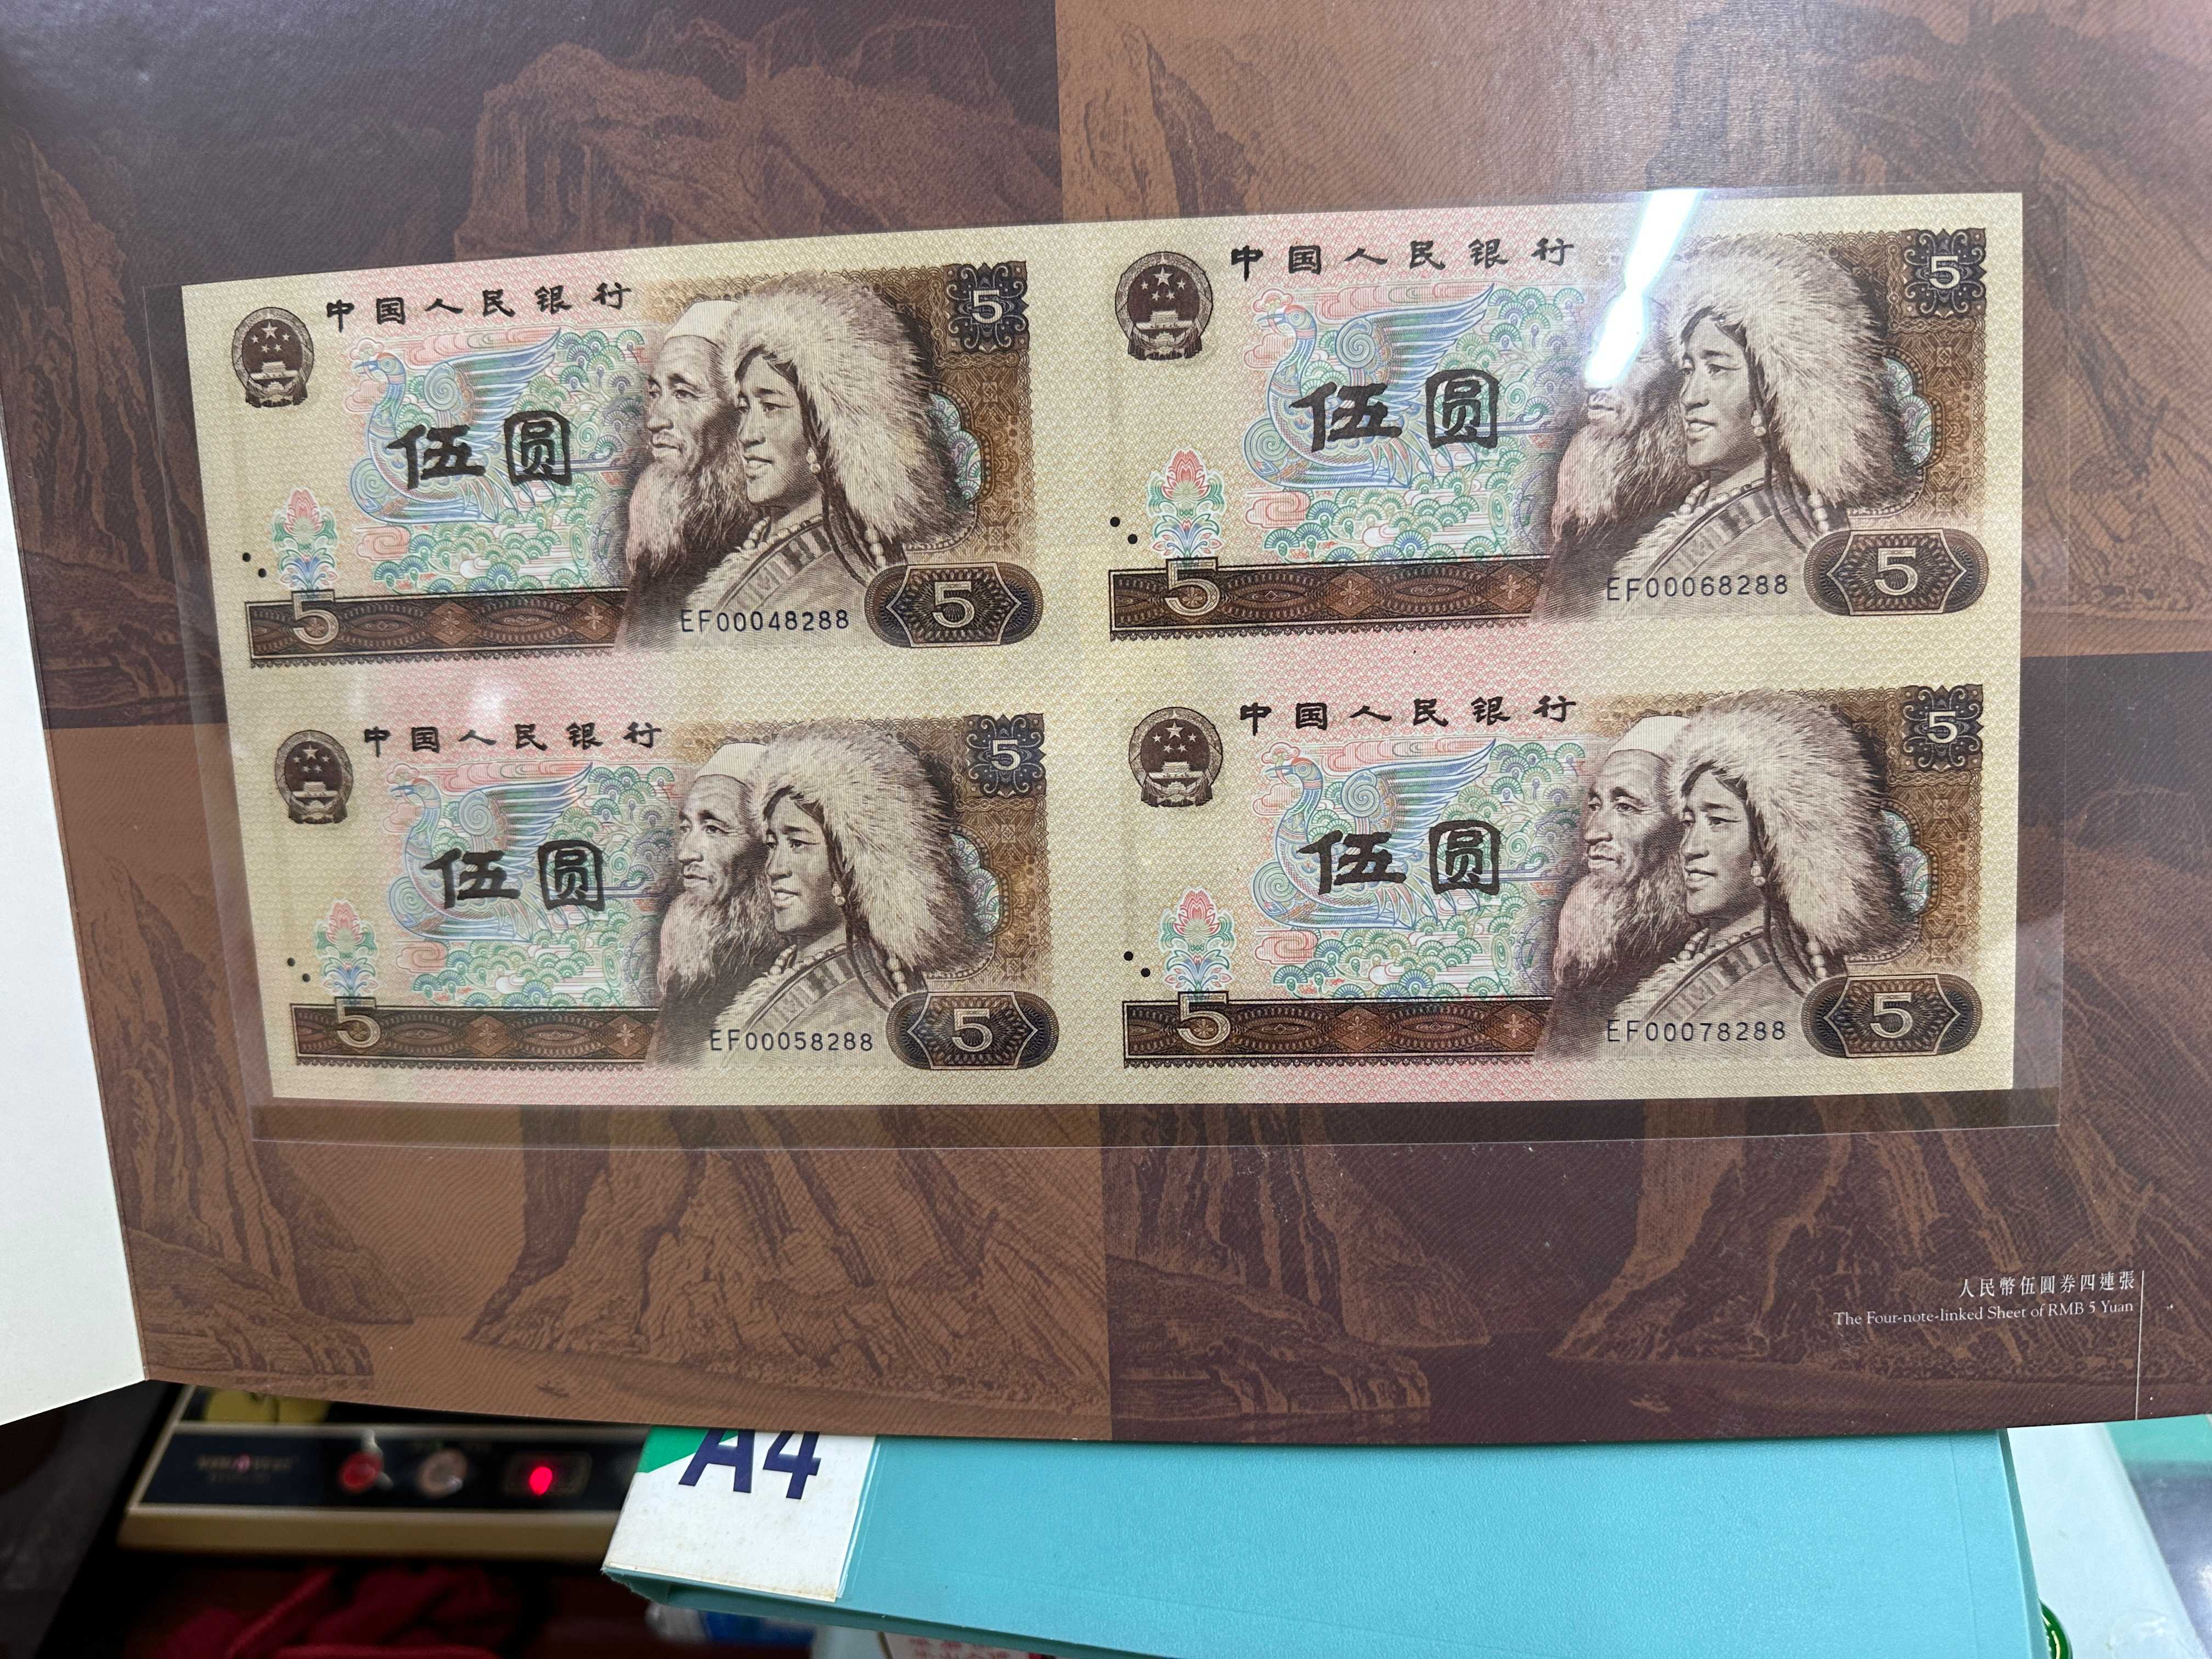 中国人民银行
5
伍圆
5
EF00048288
5
中国人民银行
5
伍圆
5
EF00068288
5
中国人民银行
5
伍圆
5
EF00058288
5
中国人民银行
5
伍圆
5
EF00078288
5
人民幣伍圓券四連張
The Four-note-linked Sheet of RMB 5 Yuan
A4